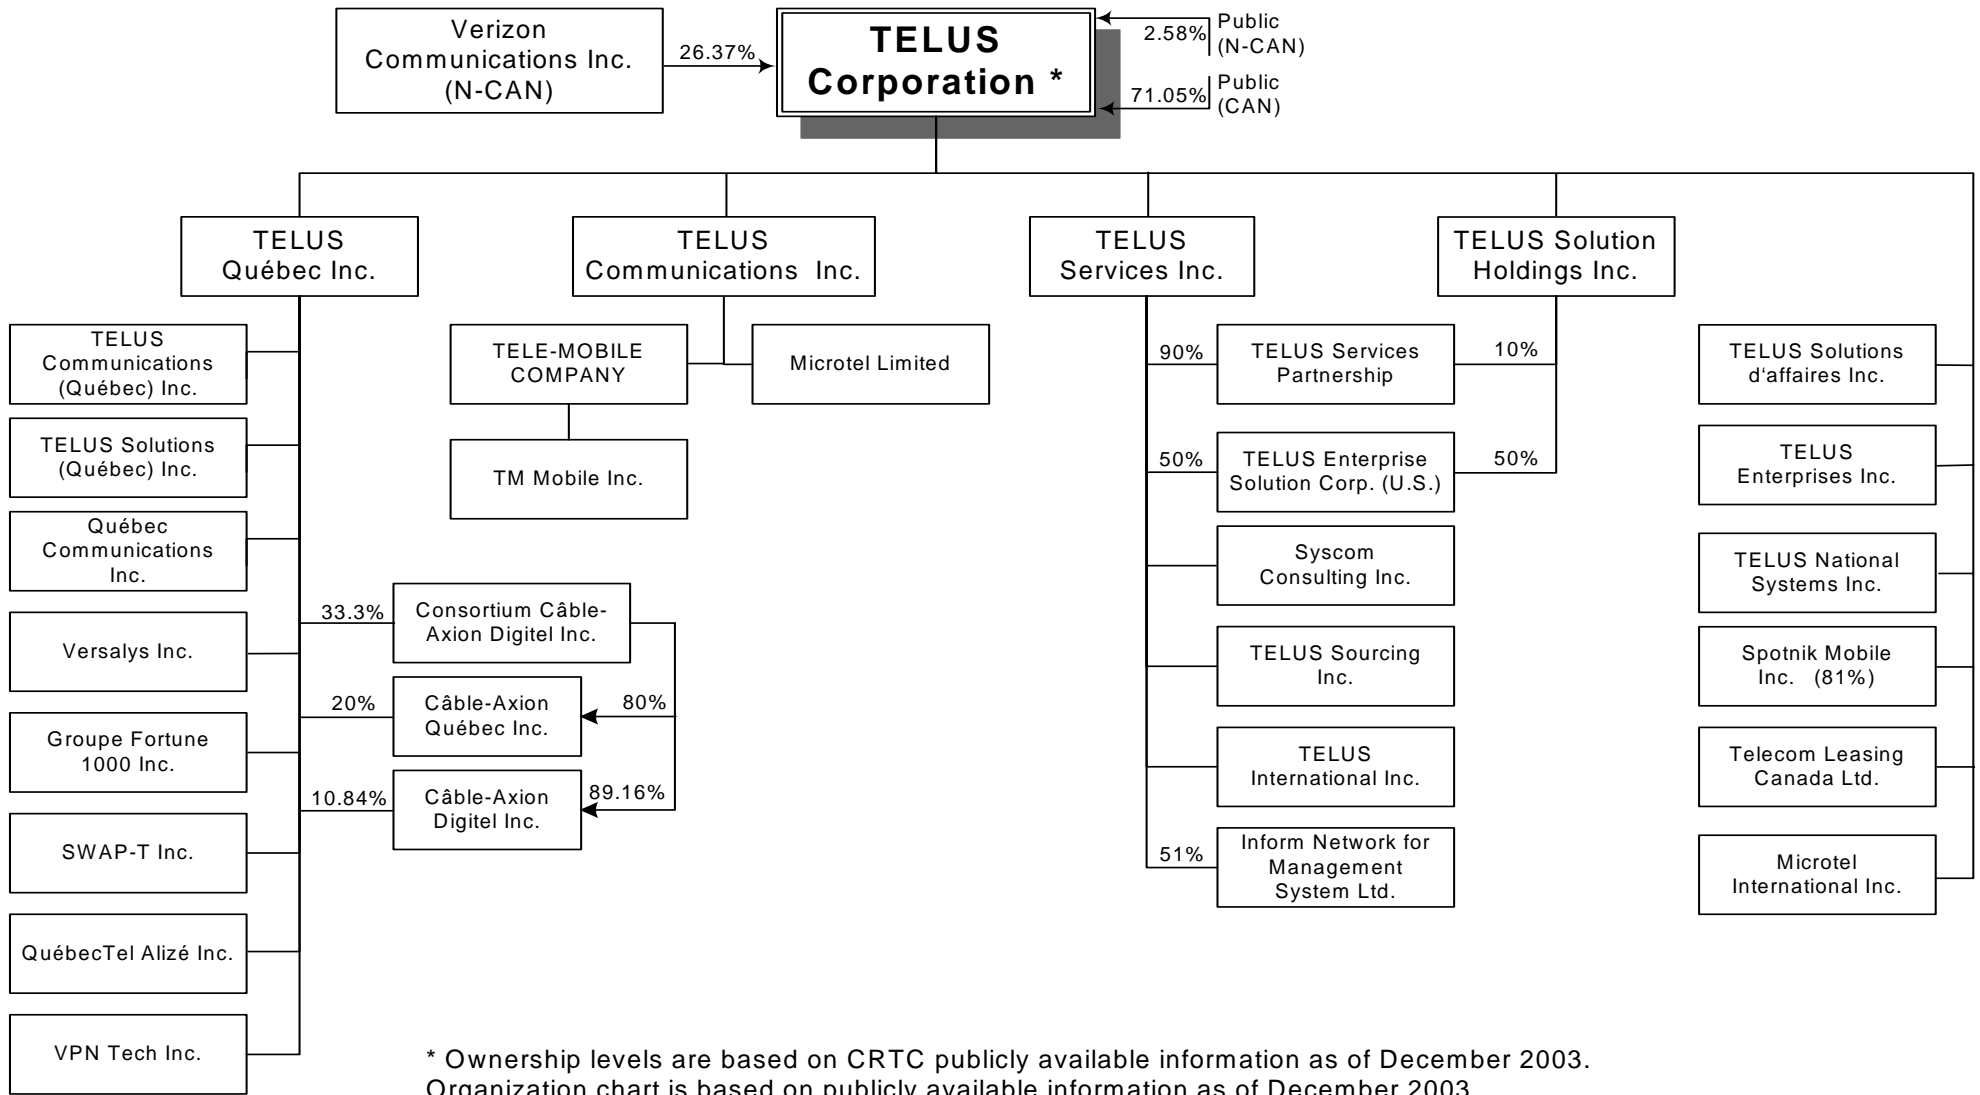 Verizon
Communications Inc.
(N-CAN)
26.37%
TELUS
Corporation *
2.58%
Public
(N-CAN)
71.05%
Public
(CAN)
TELUS
Québec Inc.
TELUS
Communications Inc.
TELUS
Services Inc.
TELUS Solution
Holdings Inc.
TELUS
Communications
(Québec) Inc.
TELUS Solutions
(Québec) Inc.
Québec
Communications
Inc.
Versalys Inc.
Groupe Fortune
1000 Inc.
SWAP-T Inc.
QuébecTel Alizé Inc.
VPN Tech Inc.
33.3%
Consortium Câble-
Axion Digitel Inc.
20%
Câble-Axion
Québec Inc.
80%
10.84%
Câble-Axion
Digitel Inc.
89.16%
TELE-MOBILE
COMPANY
Microtel Limited
TM Mobile Inc.
90%
TELUS Services
Partnership
10%
50%
TELUS Enterprise
Solution Corp. (U.S.)
50%
Syscom
Consulting Inc.
TELUS Sourcing
Inc.
TELUS
International Inc.
51%
Inform Network for
Management
System Ltd.
TELUS Solutions
d‘affaires Inc.
TELUS
Enterprises Inc.
TELUS National
Systems Inc.
Spotnik Mobile
Inc. (81%)
Telecom Leasing
Canada Ltd.
Microtel
International Inc.
* Ownership levels are based on CRTC publicly available information as of December 2003.
Organization chart is based on publicly available information as of December 2003